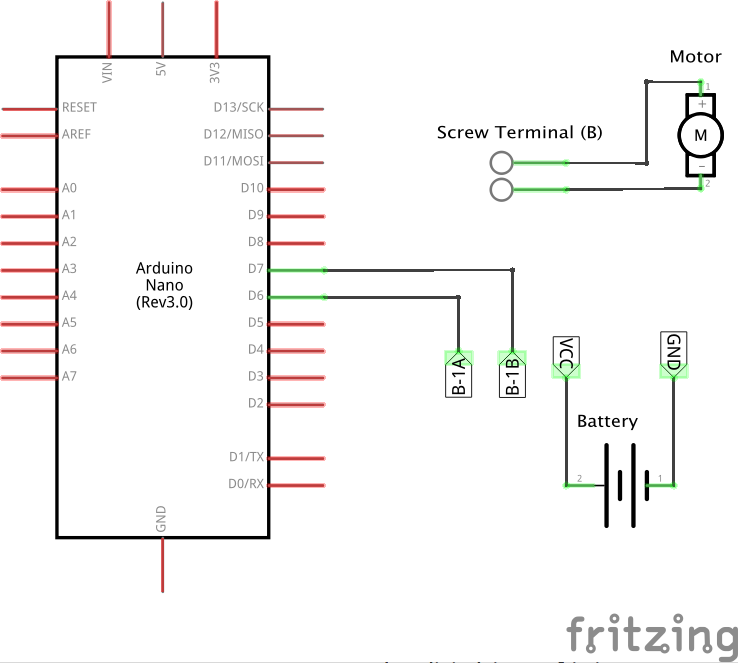 VIN
5V
3V3
RESET
AREF
A0
A1
A2
A3
A4
A5
A6
A7
D13/SCK
D12/MISO
D11/MOSI
D10
D9
D8
D7
D6
D5
D4
D3
D2
D1/TX
D0/RX
GND
Arduino
Nano
(Rev3.0)
Motor
1
+
M
−
2
Screw Terminal (B)
B-1A
B-1B
VCC
GND
Battery
2
1
fritzing